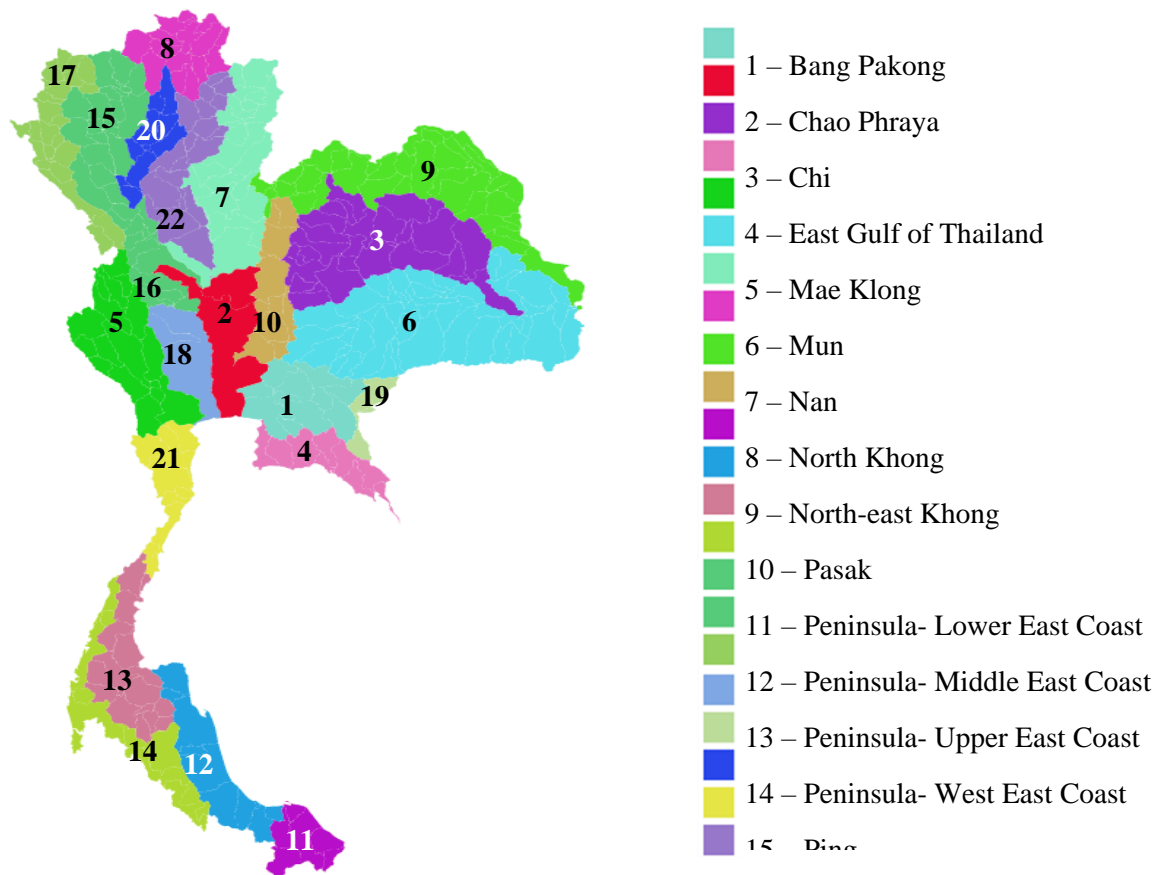 8
17
15
20
9
7
22
3
16
2
5
10
6
18
19
1
4
21
13
14
12
11
1 – Bang Pakong
2 – Chao Phraya
3 – Chi
4 – East Gulf of Thailand
5 – Mae Klong
6 – Mun
7 – Nan
8 – North Khong
9 – North-east Khong
10 – Pasak
11 – Peninsula- Lower East Coast
12 – Peninsula- Middle East Coast
13 – Peninsula- Upper East Coast
14 – Peninsula- West East Coast
15 – Ping